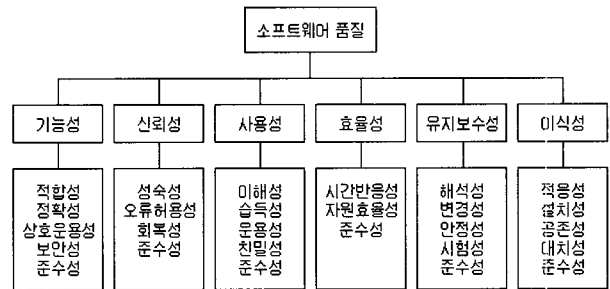 소프트웨어 품질
기능성
신뢰성
사용성
효율성
유지보수성
이식성
적합성
정확성
상호운용성
보안성
준수성
성숙성
오류허용성
회복성
준수성
이해성
습득성
운용성
친밀성
준수성
시간반응성
자원효율성
준수성
해석성
변경성
안정성
시험성
준수성
적응성
설치성
공존성
대치성
준수성